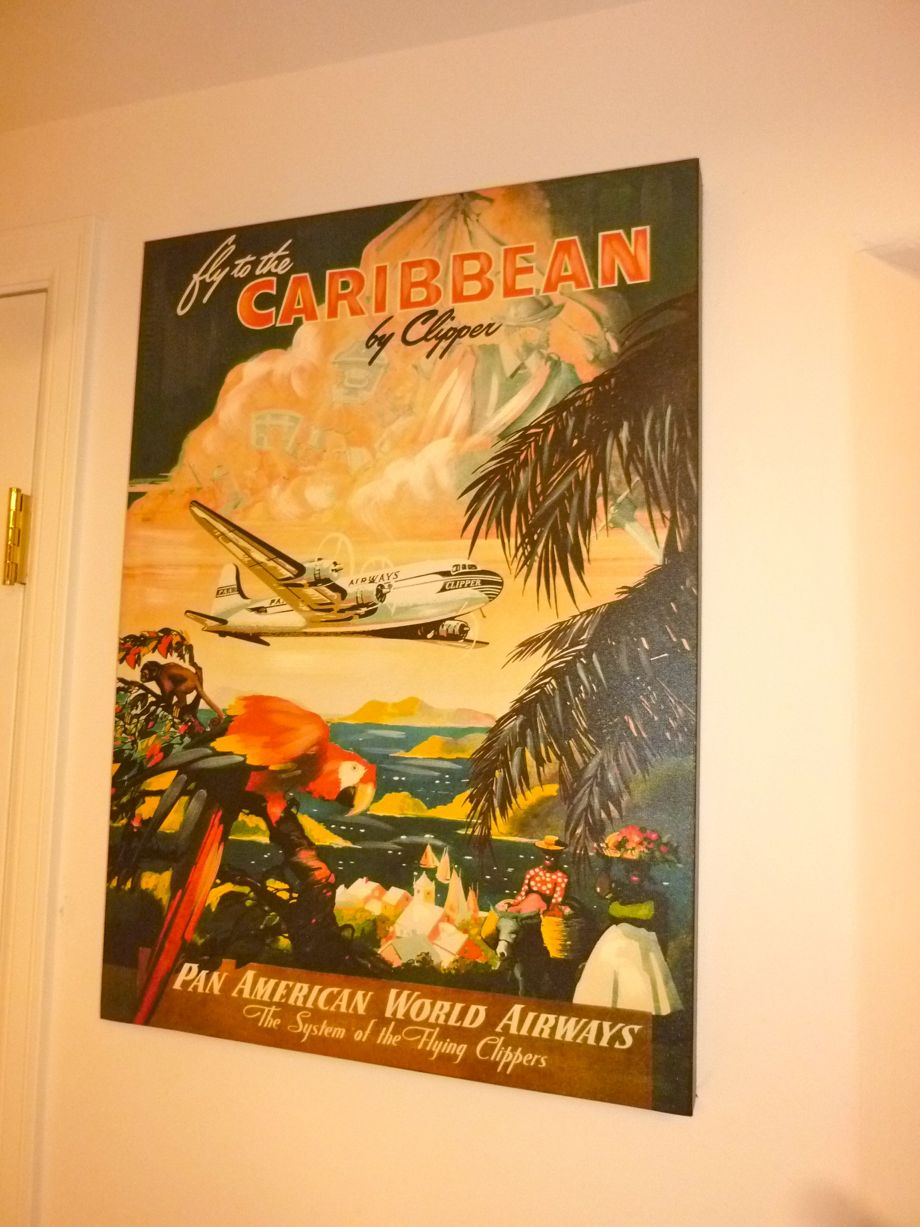 fly to the
CARIBBEAN
by Clipper
AIRWAYS
CLIPPER
PAN AMERICAN WORLD AIRWAYS
The System of the Flying Clippers